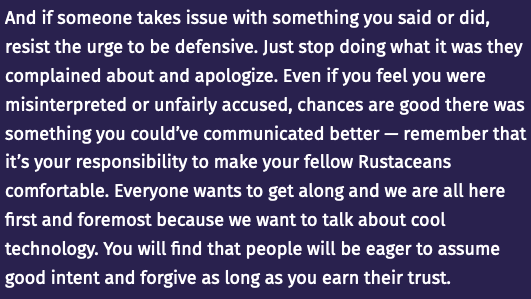 And if someone takes issue with something you said or did,
resist the urge to be defensive. Just stop doing what it was they
complained about and apologize. Even if you feel you were
misinterpreted or unfairly accused, chances are good there was
something you could’ve communicated better — remember that
it’s your responsibility to make your fellow Rustaceans
comfortable. Everyone wants to get along and we are all here
first and foremost because we want to talk about cool
technology. You will find that people will be eager to assume
good intent and forgive as long as you earn their trust.